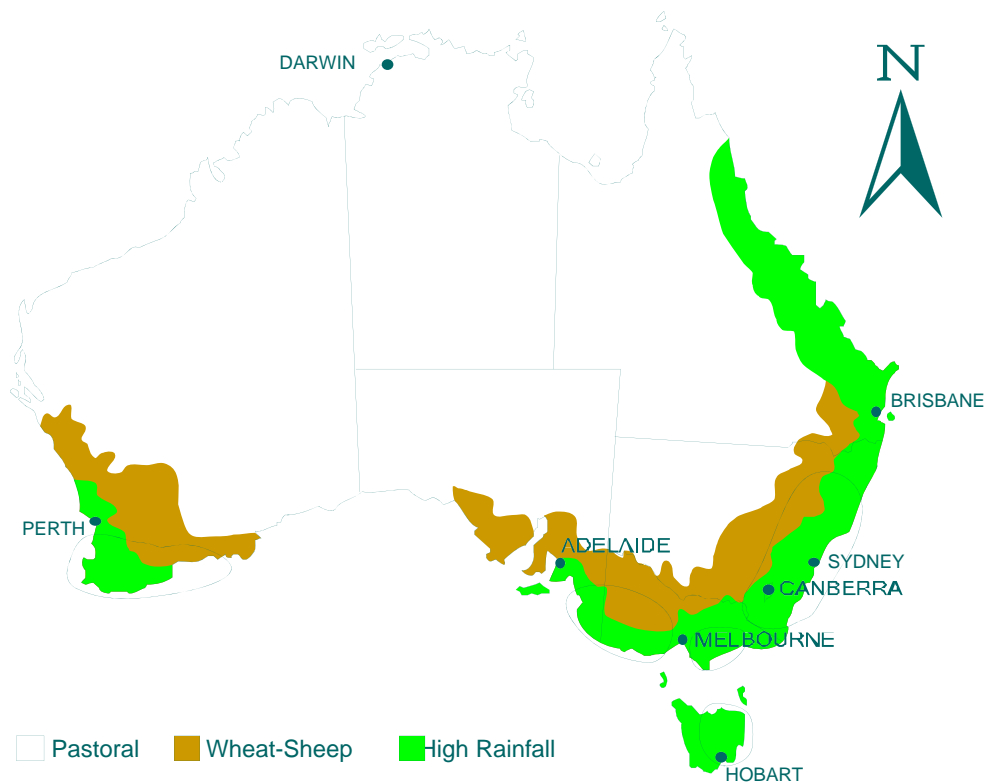 N
DARWIN
BRISBANE
PERTH
ADELAIDE
SYDNEY
CANBERRA
MELBOURNE
Pastoral
Wheat-Sheep
High Rainfall
HOBART